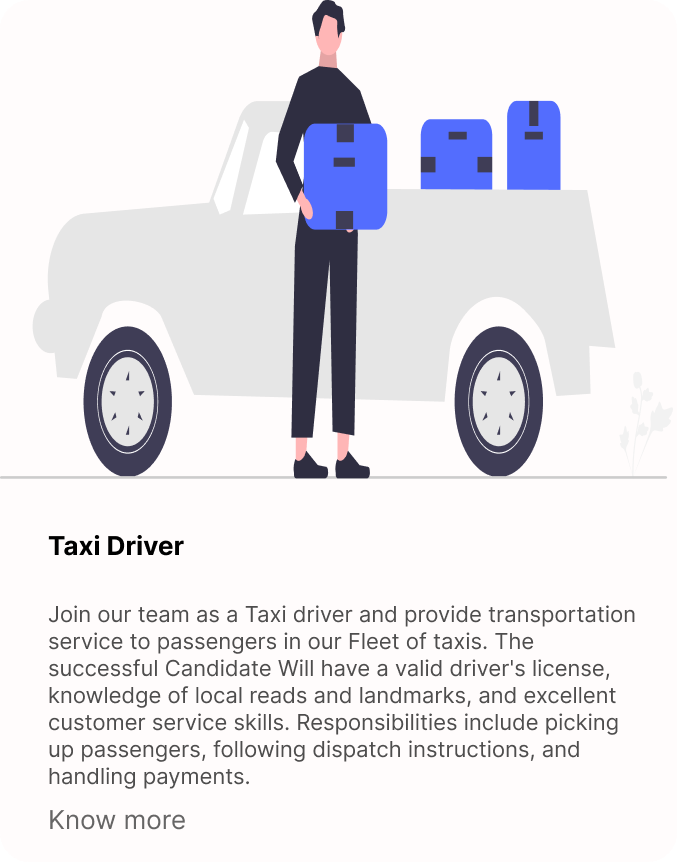 Taxi Driver
Join our team as a Taxi driver and provide transportation
service to passengers in our Fleet of taxis. The
successful Candidate Will have a valid driver's license,
knowledge of local reads and landmarks, and excellent
customer service skills. Responsibilities include picking
up passengers, following dispatch instructions, and
handling payments.
Know more